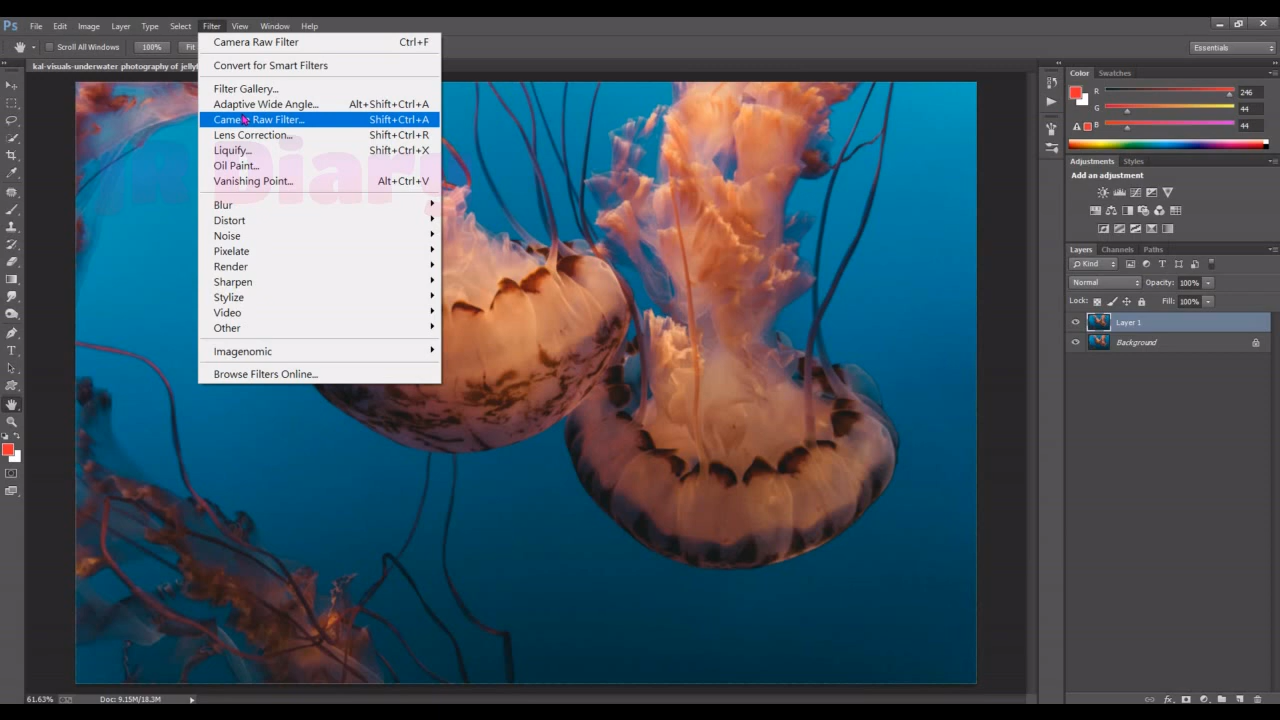 Ps File Edit Image Layer Type Select Filter View Window Help
Scroll All Windows 100% Fit Essentials
kal-visuals-underwater photography of jellyf
Camera Raw Filter Ctrl+F
Convert for Smart Filters
Filter Gallery...
Adaptive Wide Angle... Alt+Shift+Ctrl+A
Camera Raw Filter... Shift+Ctrl+A
Lens Correction... Shift+Ctrl+R
Liquify... Shift+Ctrl+X
Oil Paint...
Vanishing Point... Alt+Ctrl+V
Blur
Distort
Noise
Pixelate
Render
Sharpen
Stylize
Video
Other
Imagenomic
Browse Filters Online...
R Diary
Color Swatches
R 246
G 44
B 44
Adjustments Styles
Add an adjustment
Layers Channels Paths
Kind
Normal Opacity: 100%
Lock: Fill: 100%
Layer 1
Background
61.63% Doc: 9.15M/18.3M